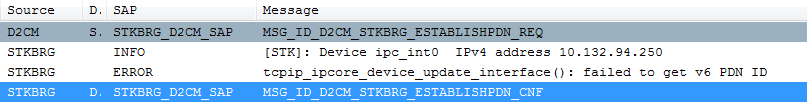 Source D. SAP Message
D2CM S. STKBRG_D2CM_SAP MSG_ID_D2CM_STKBRG_ESTABLISHPDN_REQ
STKBRG INFO [STK]: Device ipc_int0 IPv4 address 10.132.94.250
STKBRG ERROR tcpip_ipcore_device_update_interface(): failed to get v6 PDN ID
STKBRG D. STKBRG_D2CM_SAP MSG_ID_D2CM_STKBRG_ESTABLISHPDN_CNF